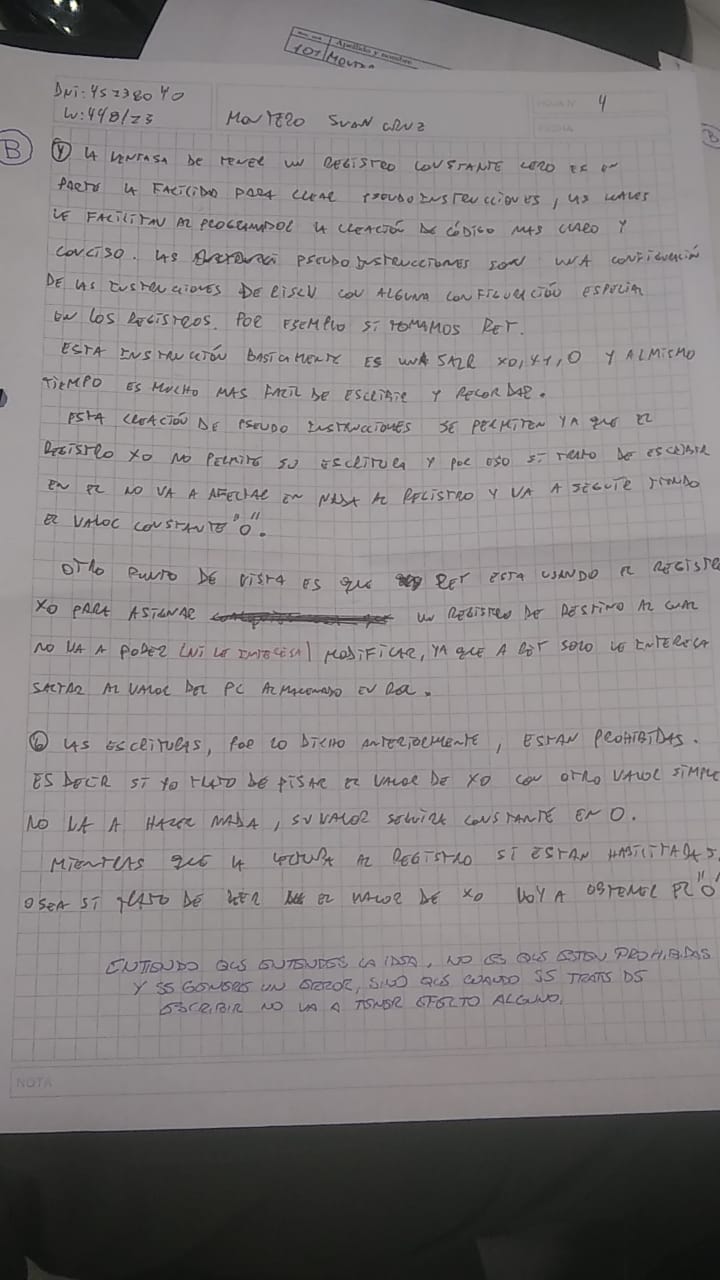 Apellido y nombre
101
DNI: 45238040
LU: 448/23
MONTERO JUAN CRUZ
HOJA Nº 4
FECHA
B
B
4 LA VENTAJA DE TENER UN REGISTRO CONSTANTE CERO ES EN
PARTE LA FACILIDAD PARA CREAR PSEUDO INSTRUCCIONES, LAS CUALES
LE FACILITAN AL PROGRAMADOR LA CREACIÓN DE CÓDIGO MAS CLARO Y
CONCISO. LAS PSEUDO INSTRUCCIONES SON UNA CONFIGURACIÓN
DE LAS INSTRUCCIONES DE RISCV CON ALGUNA CONFIGURACIÓN ESPECIAL
EN LOS REGISTROS. POR EJEMPLO SI TOMAMOS RET.
ESTA INSTRUCCIÓN BASICAMENTE ES UNA JALR X0, X1, 0 Y AL MISMO
TIEMPO ES MUCHO MAS FACIL DE ESCRIBIR Y RECORDAR.
ESTA CREACIÓN DE PSEUDO INSTRUCCIONES SE PERMITEN YA QUE EL
REGISTRO X0 NO PERMITE SU ESCRITURA Y POR ESO SI TRATO DE ESCRIBIR
EN EL NO VA A AFECTAR EN NADA AL REGISTRO Y VA A SEGUIR TENIENDO
EL VALOR CONSTANTE "0".
OTRO PUNTO DE VISTA ES QUE RET ESTA USANDO EL REGISTRO
X0 PARA ASIGNAR UN REGISTRO DE DESTINO AL CUAL
NO VA A PODER (NI LE INTERESA) MODIFICAR, YA QUE A RET SOLO LE INTERESA
SALTAR AL VALOR DEL PC ALMACENADO EN RA.
6 LAS ESCRITURAS, POR LO DICHO ANTERIORMENTE, ESTAN PROHIBIDAS.
ES DECIR SI YO TRATO DE PISAR EL VALOR DE X0 CON OTRO VALOR SIMPLE
NO VA A HACER NADA, SU VALOR SEGUIRA CONSTANTE EN 0.
MIENTRAS QUE LA LECTURA AL REGISTRO SI ESTAN HABILITADAS,
OSEA SI TRATO DE LEER EL VALOR DE X0 VOY A OBTENER EL "0"
ENTIENDO QUE ENTENDES LA IDEA, NO ES QUE ESTEN PROHIBIDAS
Y SE GENERE UN ERROR, SINO QUE CUANDO SE TRATE DE
ESCRIBIR NO VA A TENER EFECTO ALGUNO.
NOTA